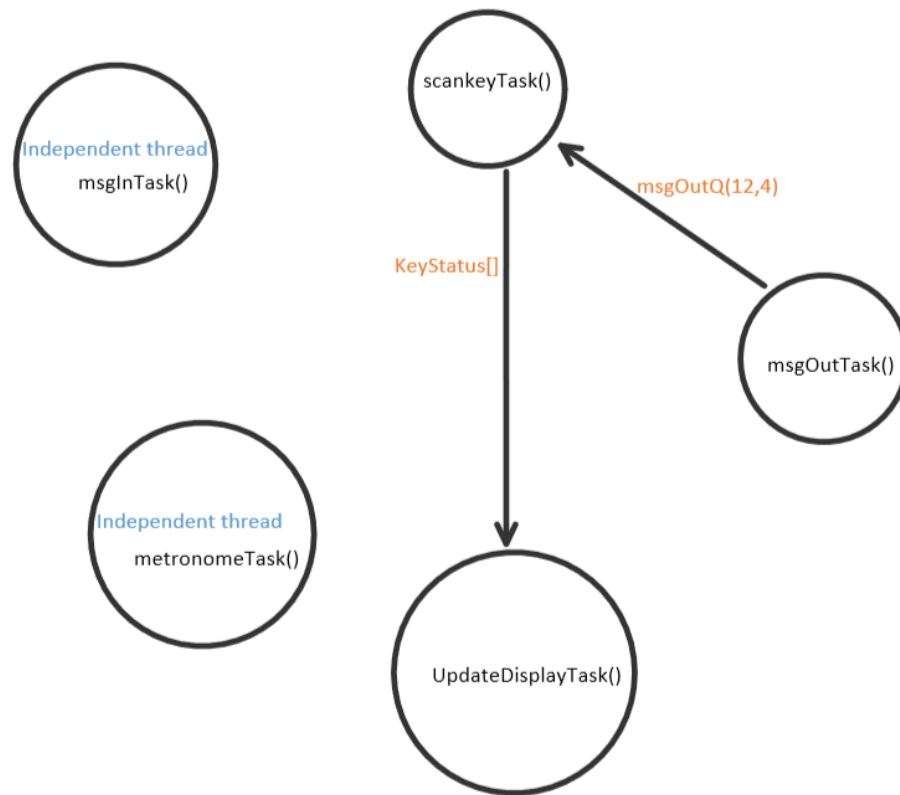 scankeyTask()
Independent thread
msgInTask()
msgOutQ(12,4)
KeyStatus[]
msgOutTask()
Independent thread
metronomeTask()
UpdateDisplayTask()